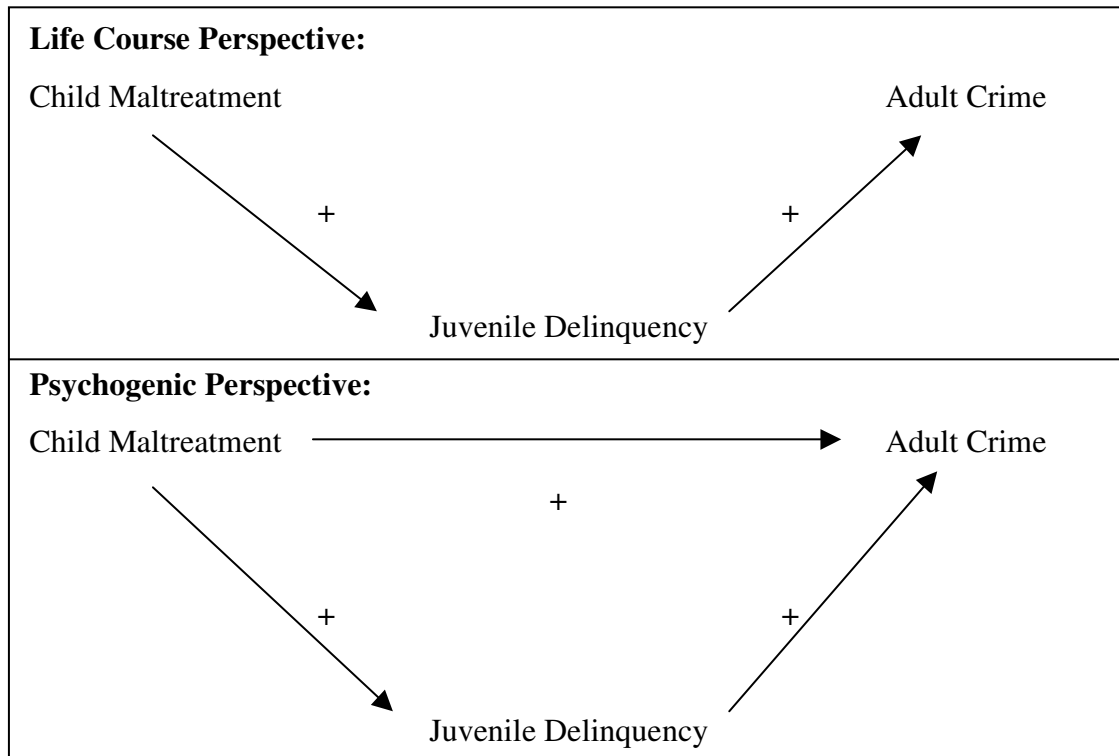 Life Course Perspective:
Child Maltreatment Adult Crime
+ +
Juvenile Delinquency
Psychogenic Perspective:
Child Maltreatment Adult Crime
+
+ +
Juvenile Delinquency